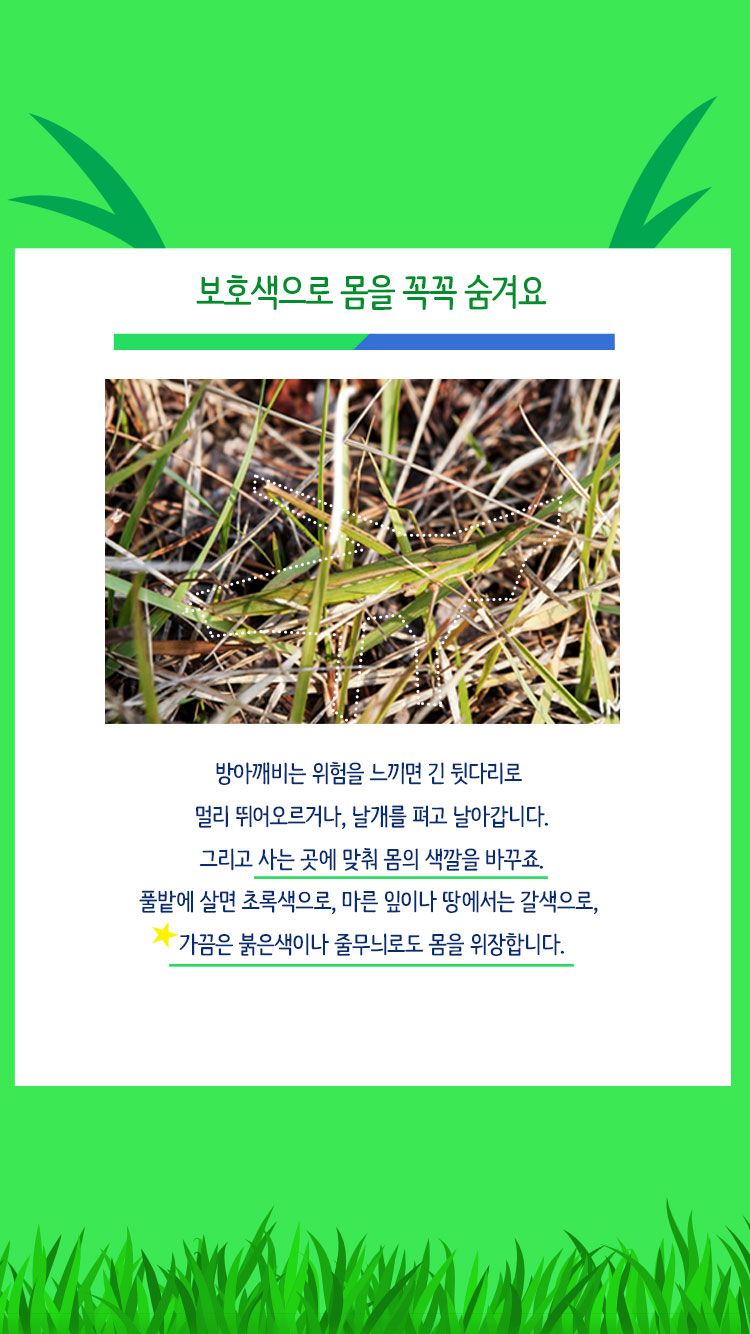 보호색으로 몸을 꼭꼭 숨겨요
방아깨비는 위험을 느끼면 긴 뒷다리로
멀리 뛰어오르거나, 날개를 펴고 날아갑니다.
그리고 사는 곳에 맞춰 몸의 색깔을 바꾸죠.
풀밭에 살면 초록색으로, 마른 잎이나 땅에서는 갈색으로,
가끔은 붉은색이나 줄무늬로도 몸을 위장합니다.